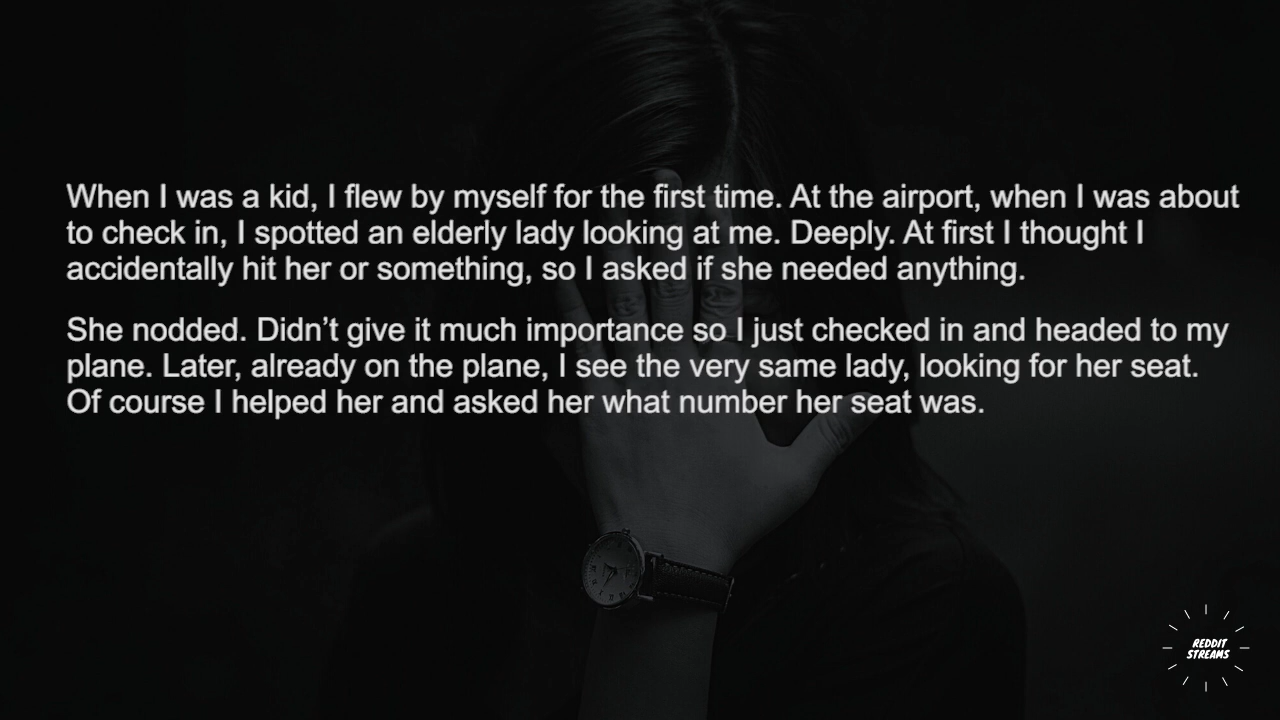 When I was a kid, I flew by myself for the first time. At the airport, when I was about
to check in, I spotted an elderly lady looking at me. Deeply. At first I thought I
accidentally hit her or something, so I asked if she needed anything.
She nodded. Didn’t give it much importance so I just checked in and headed to my
plane. Later, already on the plane, I see the very same lady, looking for her seat.
Of course I helped her and asked her what number her seat was.
REDDIT
STREAMS